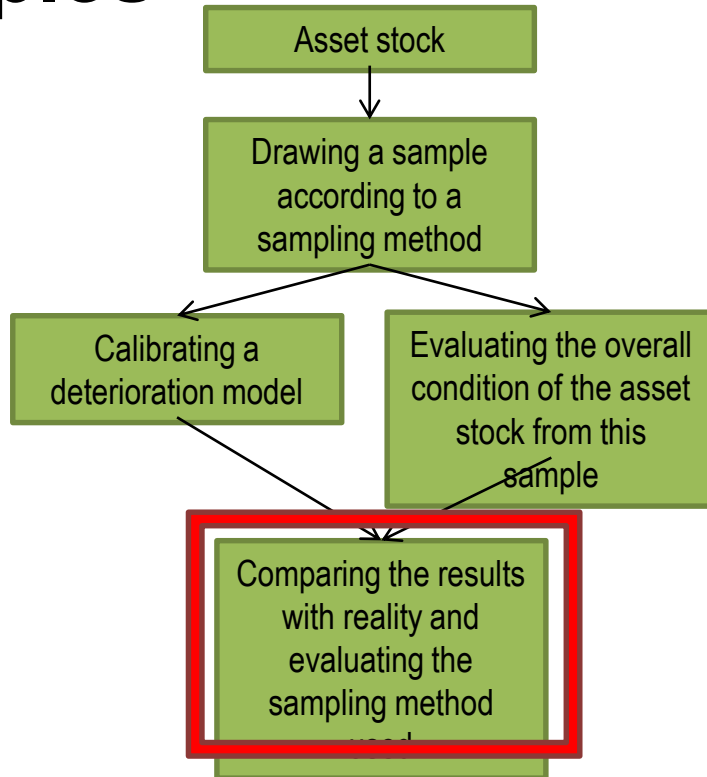 Asset stock
Drawing a sample
according to a
sampling method
Calibrating a
deterioration model
Evaluating the overall
condition of the asset
stock from this
sample
Comparing the results
with reality and
evaluating the
sampling method
used